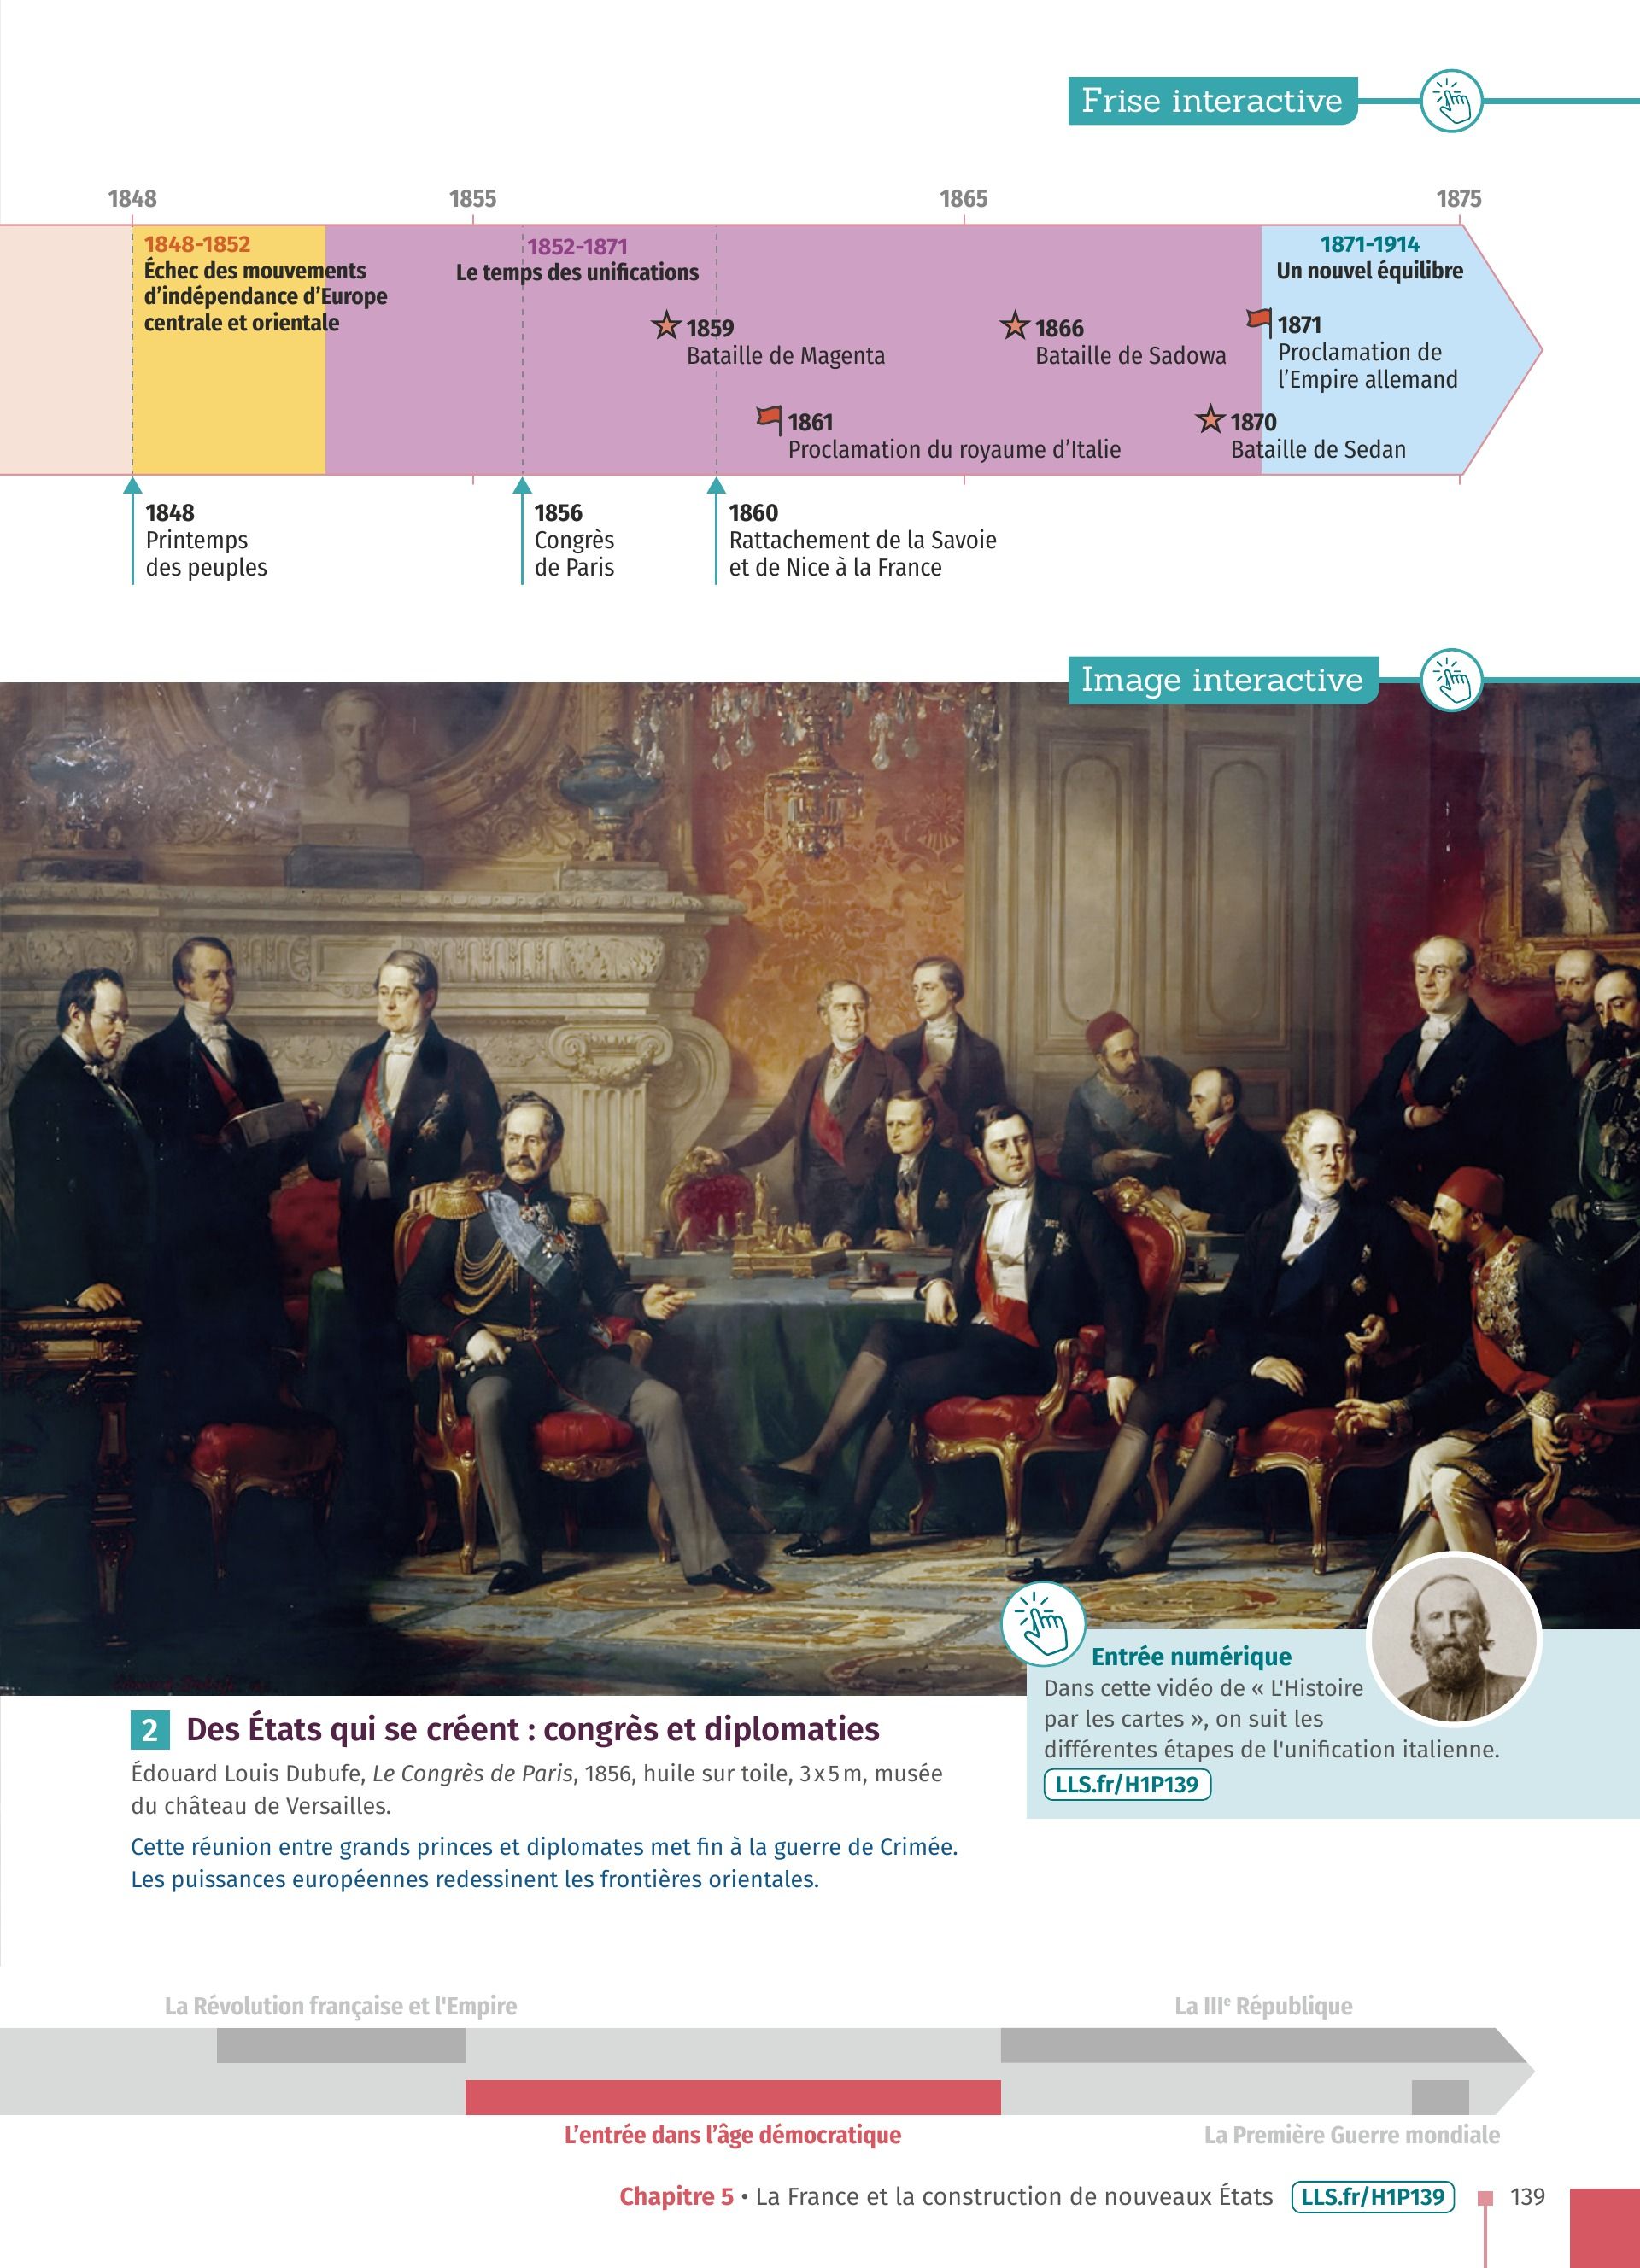 Frise interactive
1848
1855
1865
1875
1848-1852
Échec des mouvements
d’indépendance d’Europe
centrale et orientale
1852-1871
Le temps des unifications
1871-1914
Un nouvel équilibre
1859
Bataille de Magenta
1866
Bataille de Sadowa
1871
Proclamation de
l’Empire allemand
1861
Proclamation du royaume d’Italie
1870
Bataille de Sedan
1848
Printemps
des peuples
1856
Congrès
de Paris
1860
Rattachement de la Savoie
et de Nice à la France
Image interactive
2 Des États qui se créent : congrès et diplomaties
Édouard Louis Dubufe, Le Congrès de Paris, 1856, huile sur toile, 3 x 5 m, musée
du château de Versailles.
Cette réunion entre grands princes et diplomates met fin à la guerre de Crimée.
Les puissances européennes redessinent les frontières orientales.
Entrée numérique
Dans cette vidéo de « L'Histoire
par les cartes », on suit les
différentes étapes de l'unification italienne.
LLS.fr/H1P139
La Révolution française et l'Empire
La IIIe République
L’entrée dans l’âge démocratique
La Première Guerre mondiale
Chapitre 5 • La France et la construction de nouveaux États LLS.fr/H1P139 139